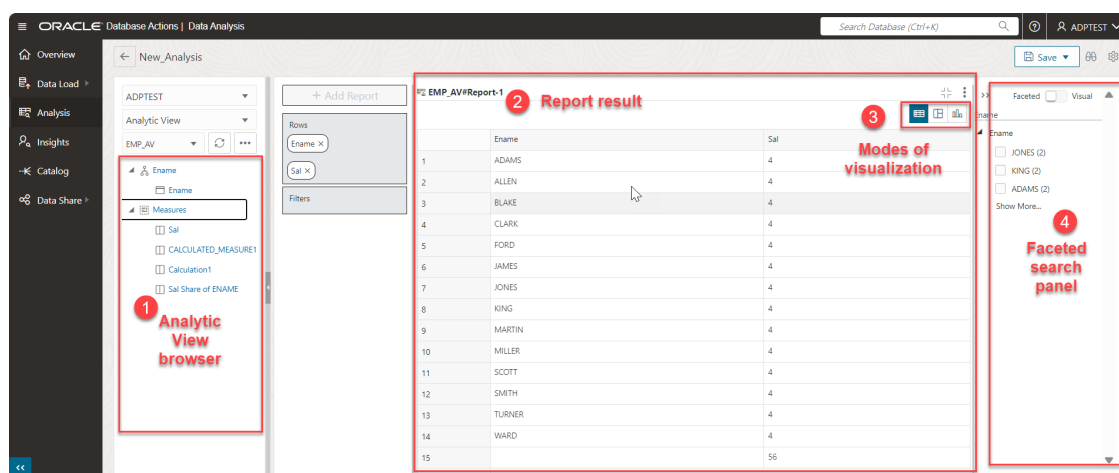 ORACLE Database Actions | Data Analysis
Search Database (Ctrl+K)
ADPTEST
Overview
Data Load
Analysis
Insights
Catalog
Data Share
New_Analysis
Save
ADPTEST
Analytic View
EMP_AV
Ename
Ename
Measures
Sal
CALCULATED_MEASURE1
Calculation1
Sal Share of ENAME
1
Analytic
View
browser
+ Add Report
Rows
Ename ×
Sal ×
Filters
EMP_AV#Report-1
2 Report result
3
Modes of
visualization
Ename Sal
1 ADAMS 4
2 ALLEN 4
3 BLAKE 4
4 CLARK 4
5 FORD 4
6 JAMES 4
7 JONES 4
8 KING 4
9 MARTIN 4
10 MILLER 4
11 SCOTT 4
12 SMITH 4
13 TURNER 4
14 WARD 4
15 56
Faceted Visual
Ename
Ename
JONES (2)
KING (2)
ADAMS (2)
Show More...
4
Faceted
search
panel